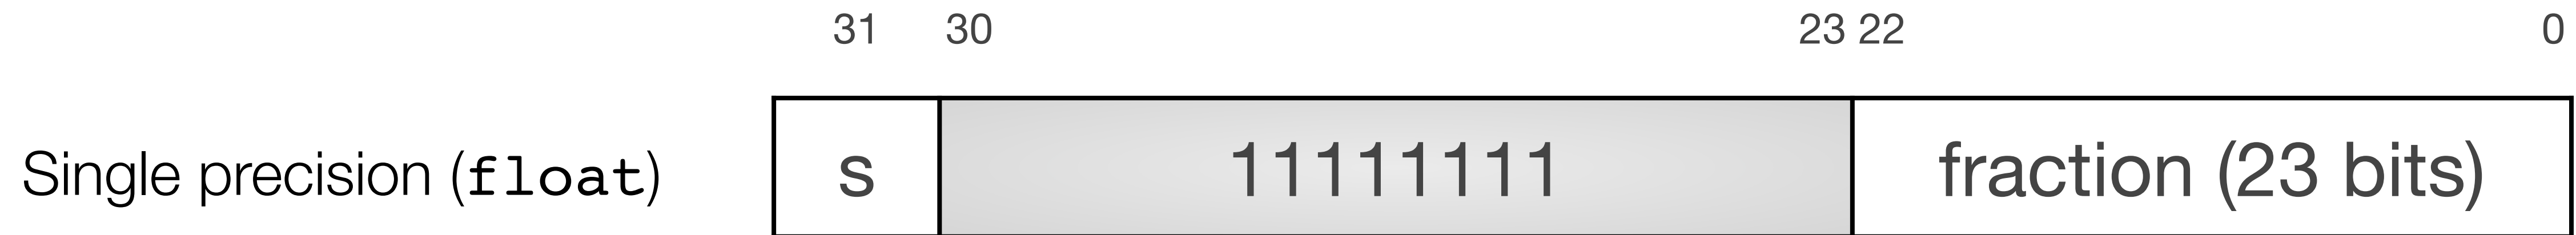 31 30 23 22 0
Single precision (float) s 11111111 fraction (23 bits)